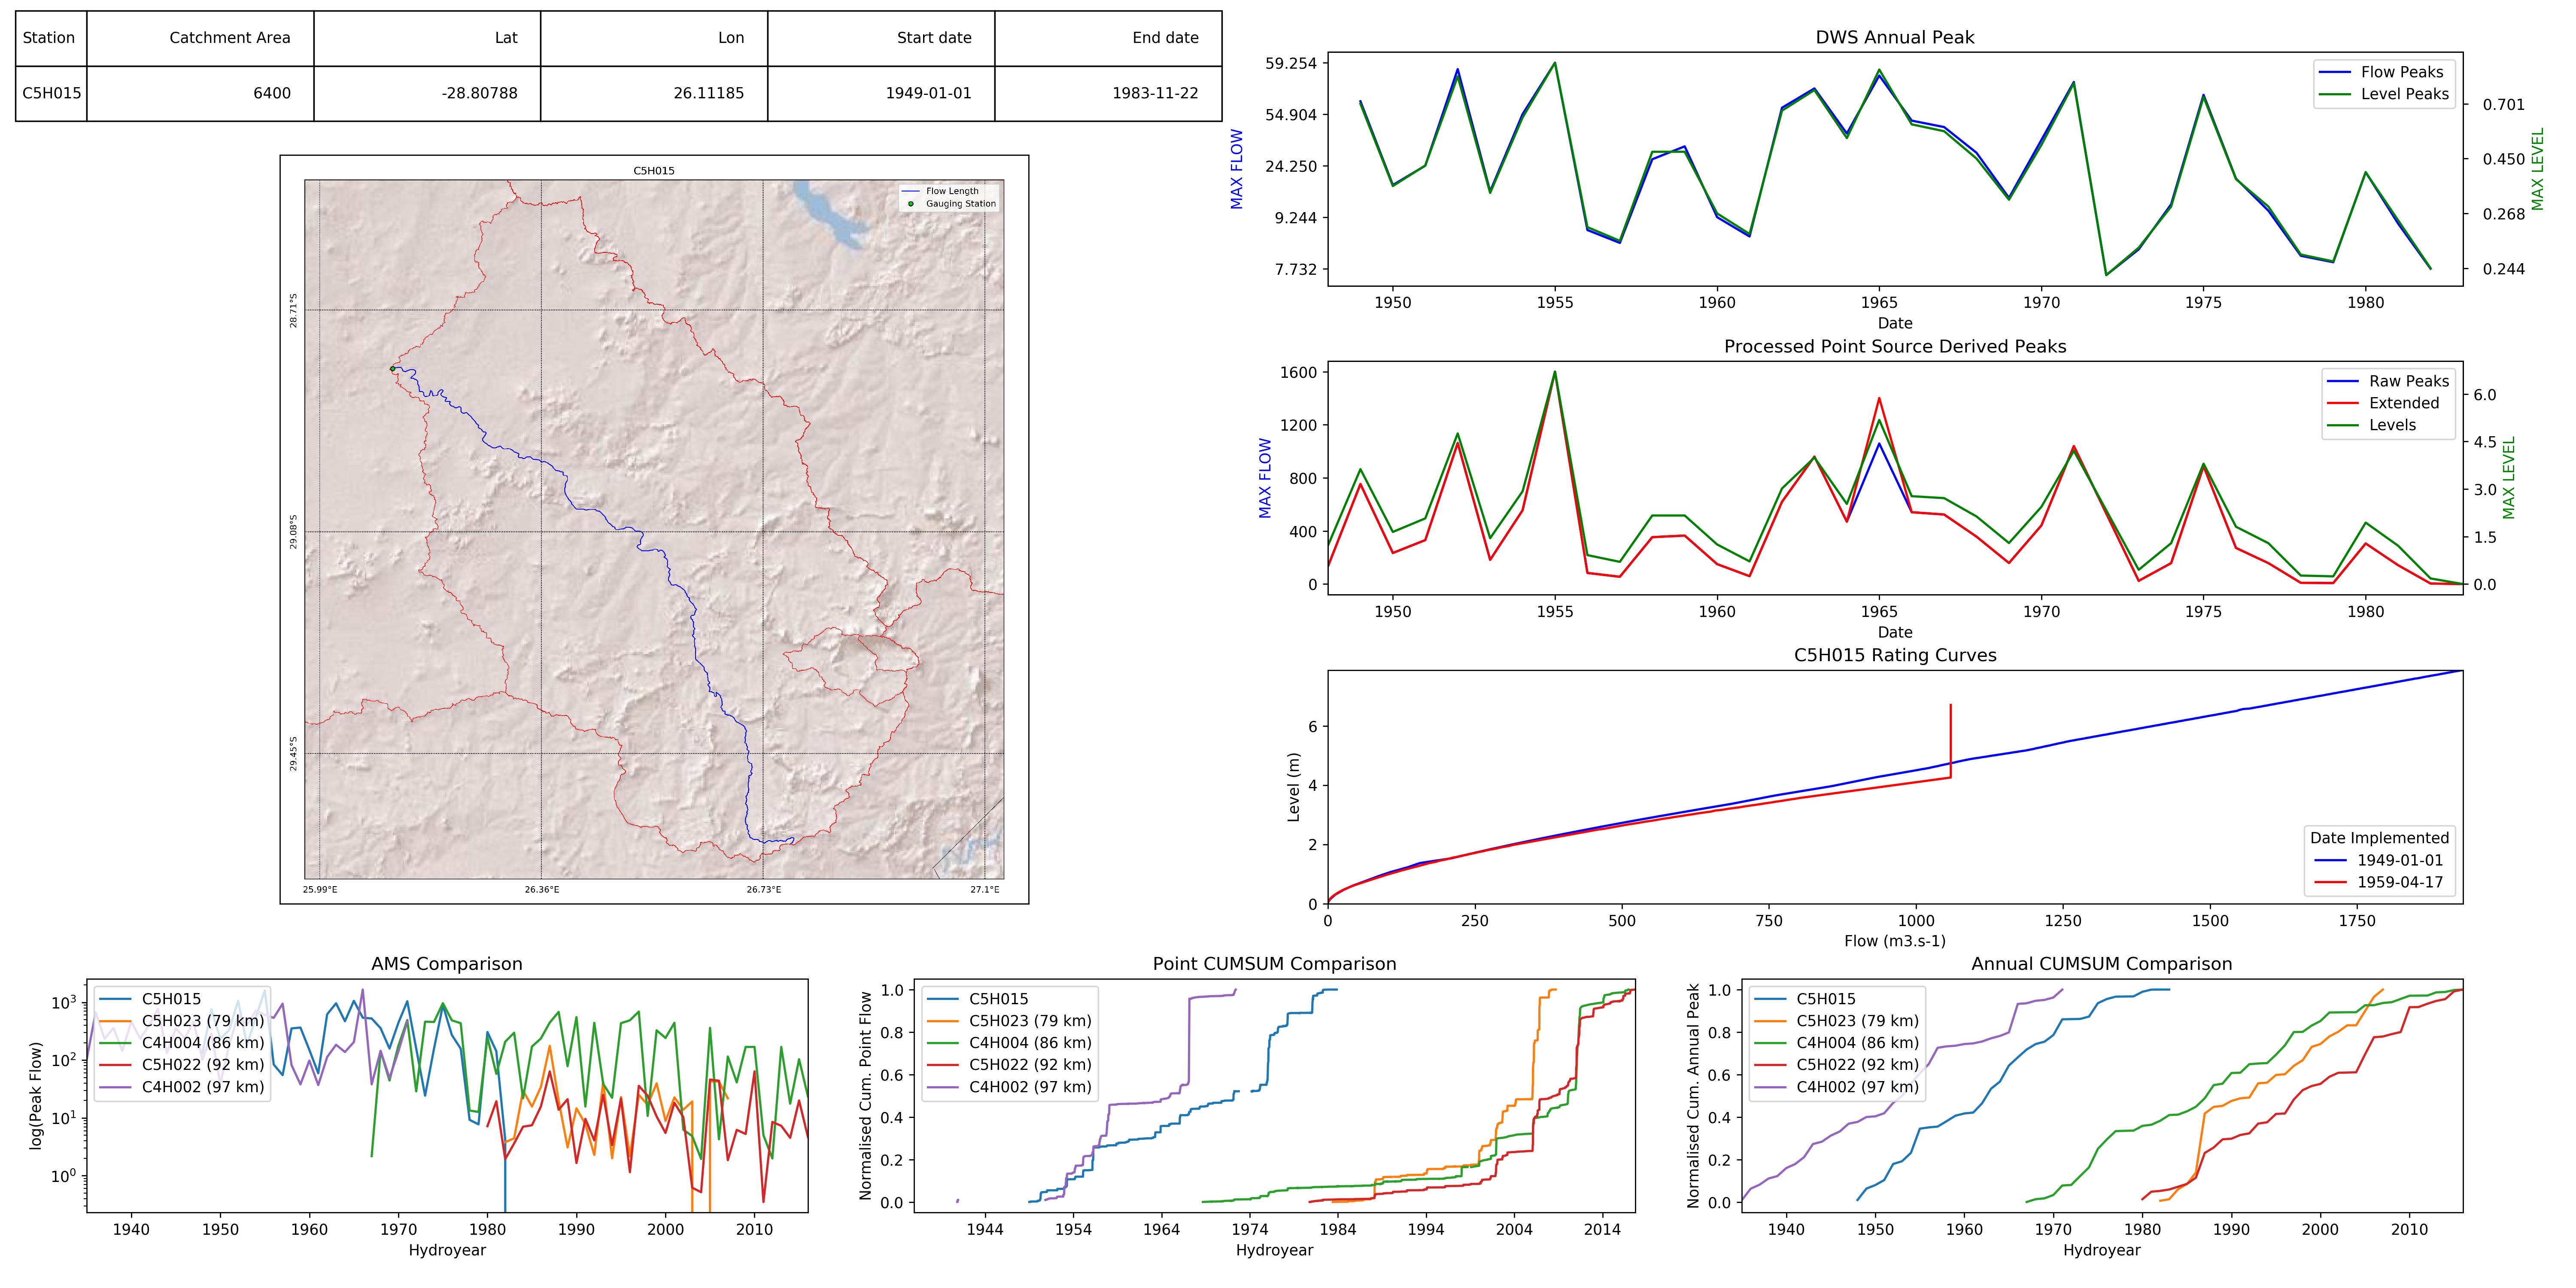 Station Catchment Area Lat Lon Start date End date
C5H015 6400 -28.80788 26.11185 1949-01-01 1983-11-22
C5H015
Flow Length
Gauging Station
28.71°S
29.08°S
29.45°S
25.99°E 26.36°E 26.73°E 27.1°E
DWS Annual Peak
MAX FLOW
59.254
54.904
24.250
9.244
7.732
Flow Peaks
Level Peaks
0.701
0.450
0.268
0.244
MAX LEVEL
1950 1955 1960 1965 1970 1975 1980
Date
Processed Point Source Derived Peaks
MAX FLOW
1600
1200
800
400
0
Raw Peaks
Extended
Levels
6.0
4.5
3.0
1.5
0.0
MAX LEVEL
1950 1955 1960 1965 1970 1975 1980
Date
C5H015 Rating Curves
Level (m)
6
4
2
0
Date Implemented
1949-01-01
1959-04-17
0 250 500 750 1000 1250 1500 1750
Flow (m3.s-1)
AMS Comparison
log(Peak Flow)
10³
10²
10¹
10⁰
C5H015
C5H023 (79 km)
C4H004 (86 km)
C5H022 (92 km)
C4H002 (97 km)
1940 1950 1960 1970 1980 1990 2000 2010
Hydroyear
Point CUMSUM Comparison
Normalised Cum. Point Flow
1.0
0.8
0.6
0.4
0.2
0.0
C5H015
C5H023 (79 km)
C4H004 (86 km)
C5H022 (92 km)
C4H002 (97 km)
1944 1954 1964 1974 1984 1994 2004 2014
Hydroyear
Annual CUMSUM Comparison
Normalised Cum. Annual Peak
1.0
0.8
0.6
0.4
0.2
0.0
C5H015
C5H023 (79 km)
C4H004 (86 km)
C5H022 (92 km)
C4H002 (97 km)
1940 1950 1960 1970 1980 1990 2000 2010
Hydroyear